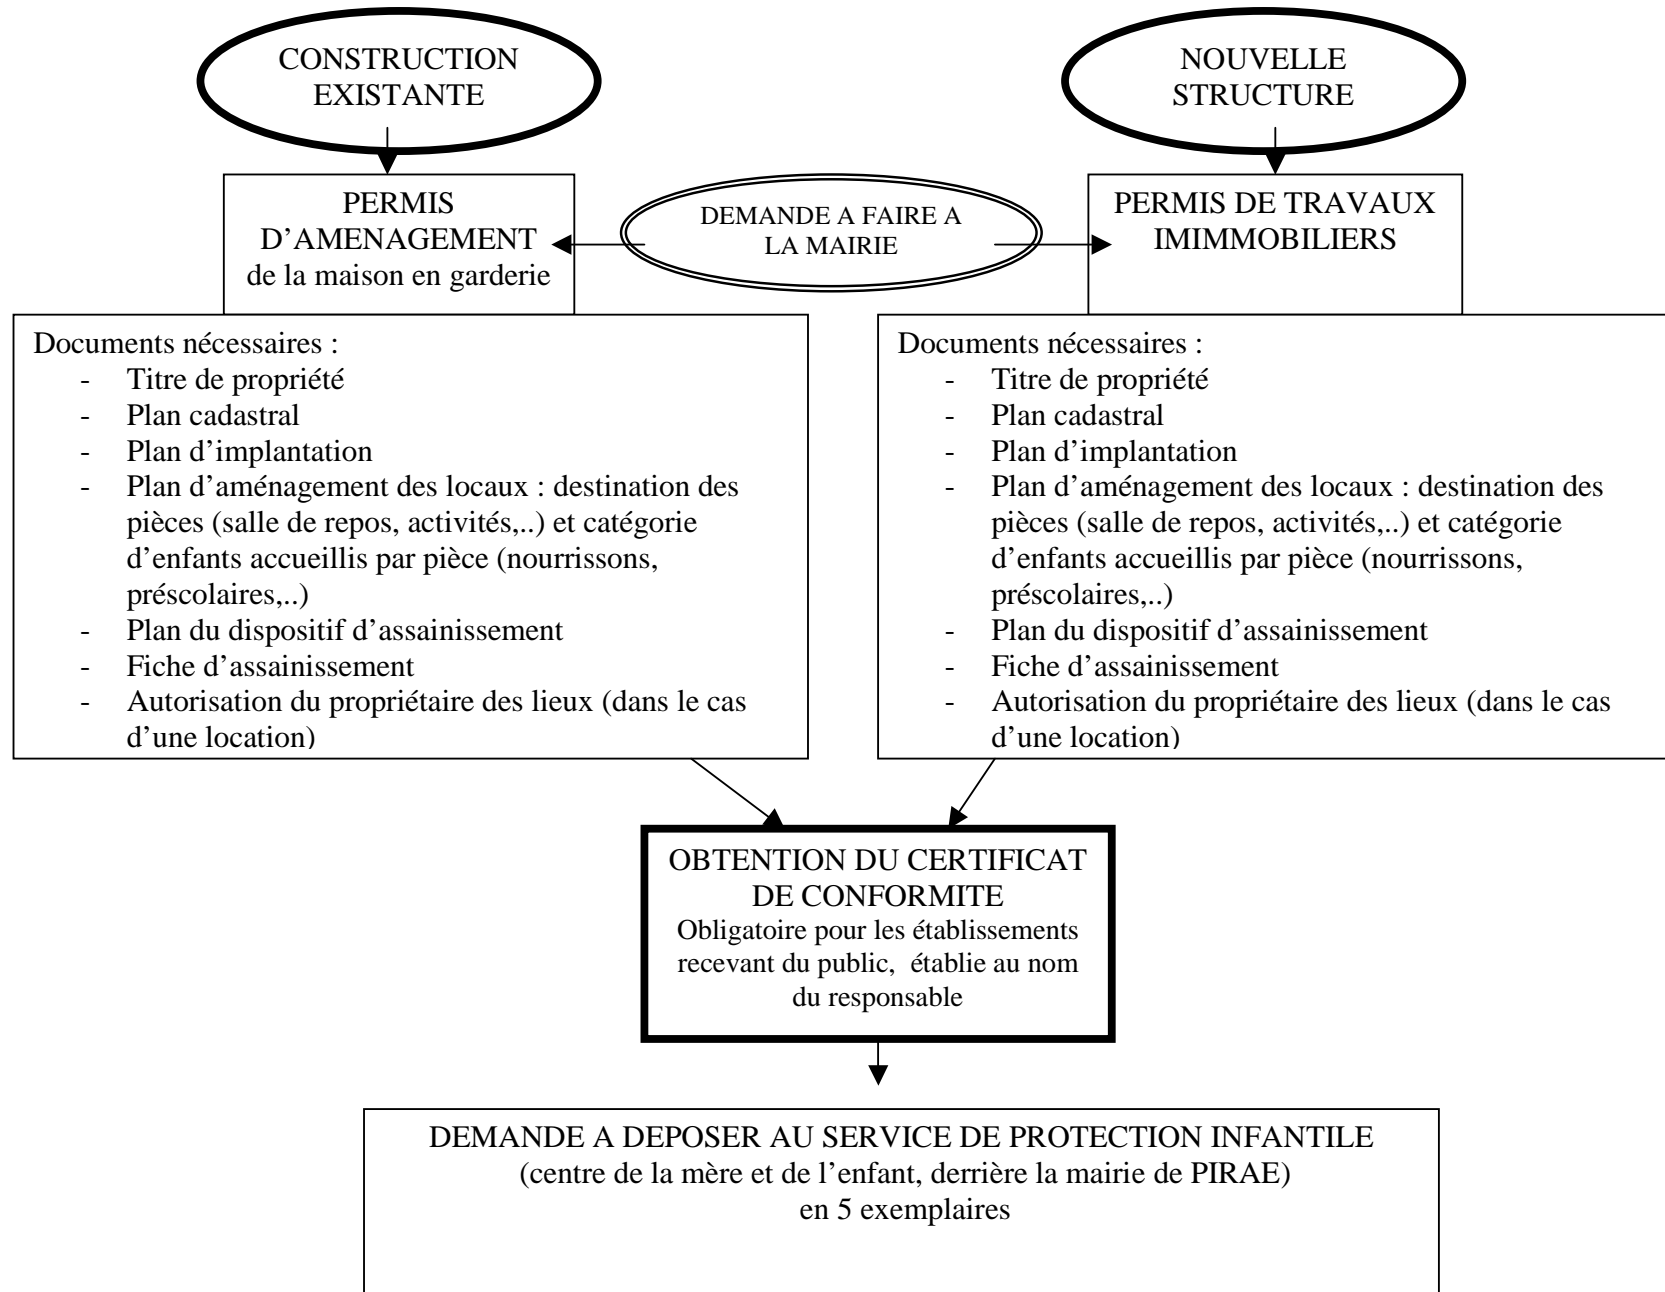 CONSTRUCTION
EXISTANTE
NOUVELLE
STRUCTURE
PERMIS
D’AMENAGEMENT
de la maison en garderie
DEMANDE A FAIRE A
LA MAIRIE
PERMIS DE TRAVAUX
IMIMMOBILIERS
Documents nécessaires :
- Titre de propriété
- Plan cadastral
- Plan d’implantation
- Plan d’aménagement des locaux : destination des
pièces (salle de repos, activités,..) et catégorie
d’enfants accueillis par pièce (nourrissons,
préscolaires,..)
- Plan du dispositif d’assainissement
- Fiche d’assainissement
- Autorisation du propriétaire des lieux (dans le cas
d’une location)
Documents nécessaires :
- Titre de propriété
- Plan cadastral
- Plan d’implantation
- Plan d’aménagement des locaux : destination des
pièces (salle de repos, activités,..) et catégorie
d’enfants accueillis par pièce (nourrissons,
préscolaires,..)
- Plan du dispositif d’assainissement
- Fiche d’assainissement
- Autorisation du propriétaire des lieux (dans le cas
d’une location)
OBTENTION DU CERTIFICAT
DE CONFORMITE
Obligatoire pour les établissements
recevant du public, établie au nom
du responsable
DEMANDE A DEPOSER AU SERVICE DE PROTECTION INFANTILE
(centre de la mère et de l’enfant, derrière la mairie de PIRAE)
en 5 exemplaires